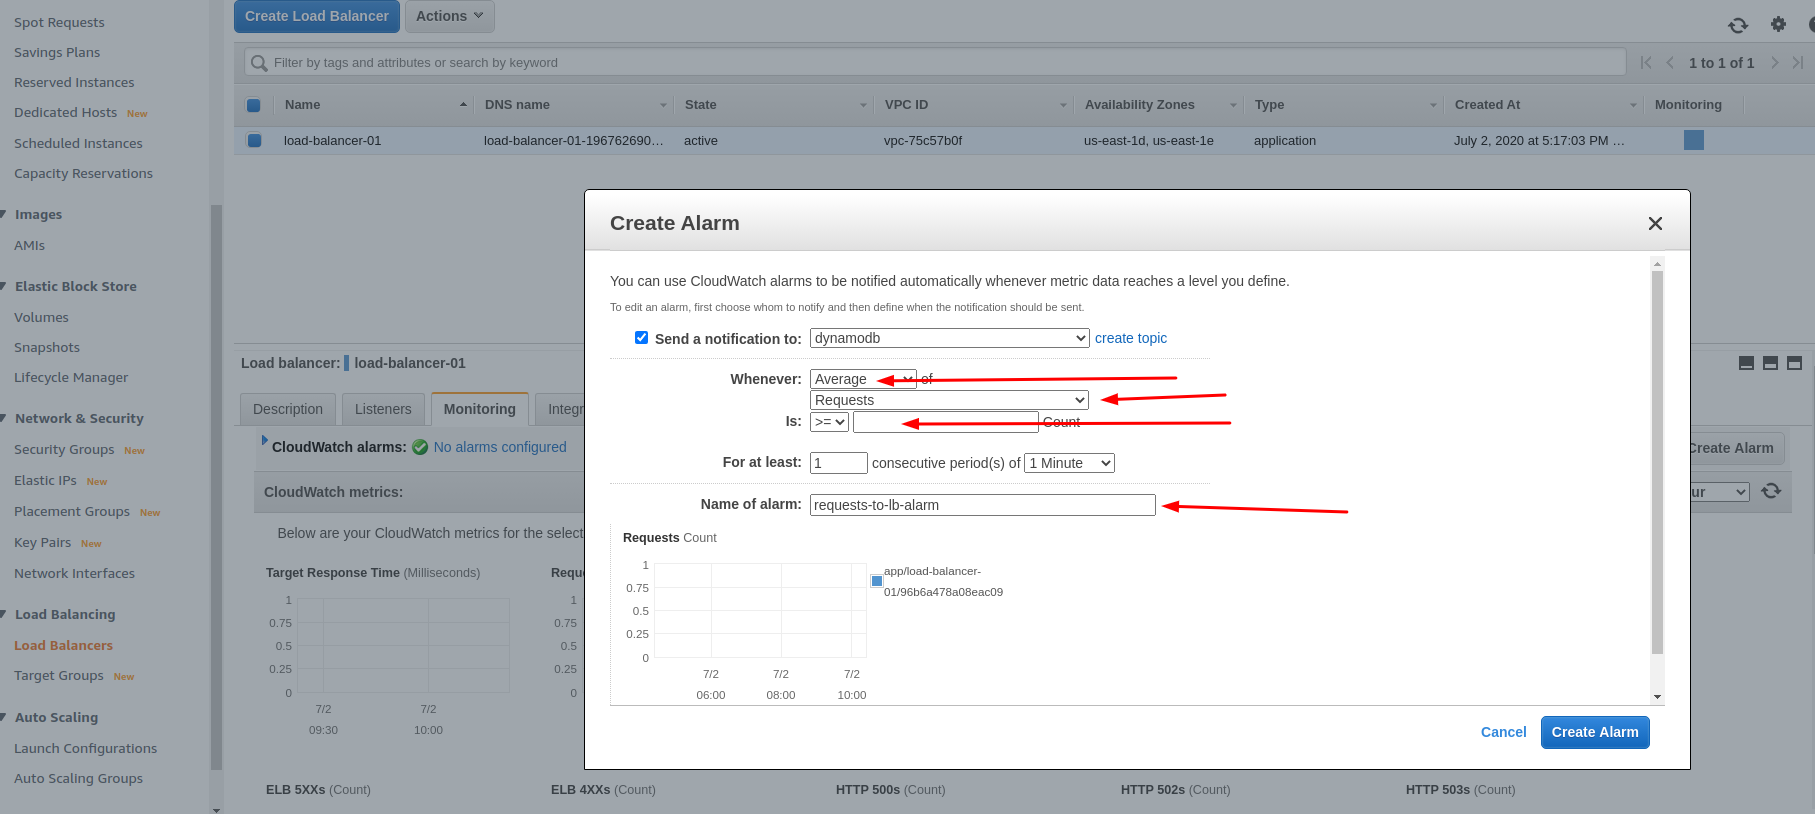 Spot Requests
Savings Plans
Reserved Instances
Dedicated Hosts New
Scheduled Instances
Capacity Reservations
Images
AMIs
Elastic Block Store
Volumes
Snapshots
Lifecycle Manager
Network & Security
Security Groups New
Elastic IPs New
Placement Groups New
Key Pairs New
Network Interfaces
Load Balancing
Load Balancers
Target Groups New
Auto Scaling
Launch Configurations
Auto Scaling Groups
Create Load Balancer Actions
Filter by tags and attributes or search by keyword
1 to 1 of 1
Name DNS name State VPC ID Availability Zones Type Created At Monitoring
load-balancer-01 load-balancer-01-196762690... active vpc-75c57b0f us-east-1d, us-east-1e application July 2, 2020 at 5:17:03 PM ...
Load balancer: load-balancer-01
Description Listeners Monitoring Integr
CloudWatch alarms: No alarms configured
Create Alarm
CloudWatch metrics:
ur
Below are your CloudWatch metrics for the select
Target Response Time (Milliseconds)
1
0.75
0.5
0.25
0
7/2 7/2
09:30 10:00
Reque
1
0.75
0.5
0.25
0
ELB 5XXs (Count) ELB 4XXs (Count) HTTP 500s (Count) HTTP 502s (Count) HTTP 503s (Count)
Create Alarm
You can use CloudWatch alarms to be notified automatically whenever metric data reaches a level you define.
To edit an alarm, first choose whom to notify and then define when the notification should be sent.
Send a notification to: dynamodb create topic
Whenever: Average of
Requests
Is: >= Count
For at least: 1 consecutive period(s) of 1 Minute
Name of alarm: requests-to-lb-alarm
Requests Count
1
0.75
0.5
0.25
0
7/2 7/2 7/2
06:00 08:00 10:00
app/load-balancer-
01/96b6a478a08eac09
Cancel Create Alarm